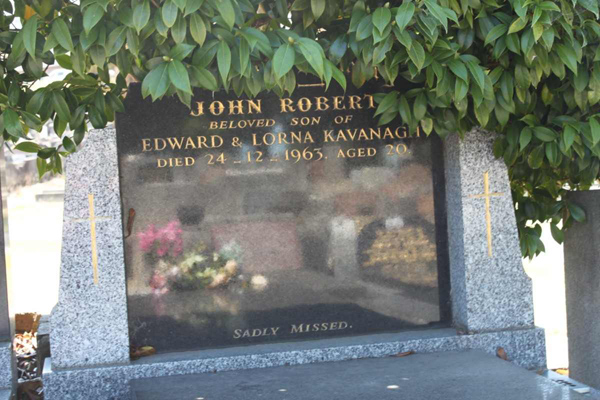 JOHN ROBERT
BELOVED SON OF
EDWARD & LORNA KAVANAGH
DIED 24-12-1963. AGED 20.
SADLY MISSED.